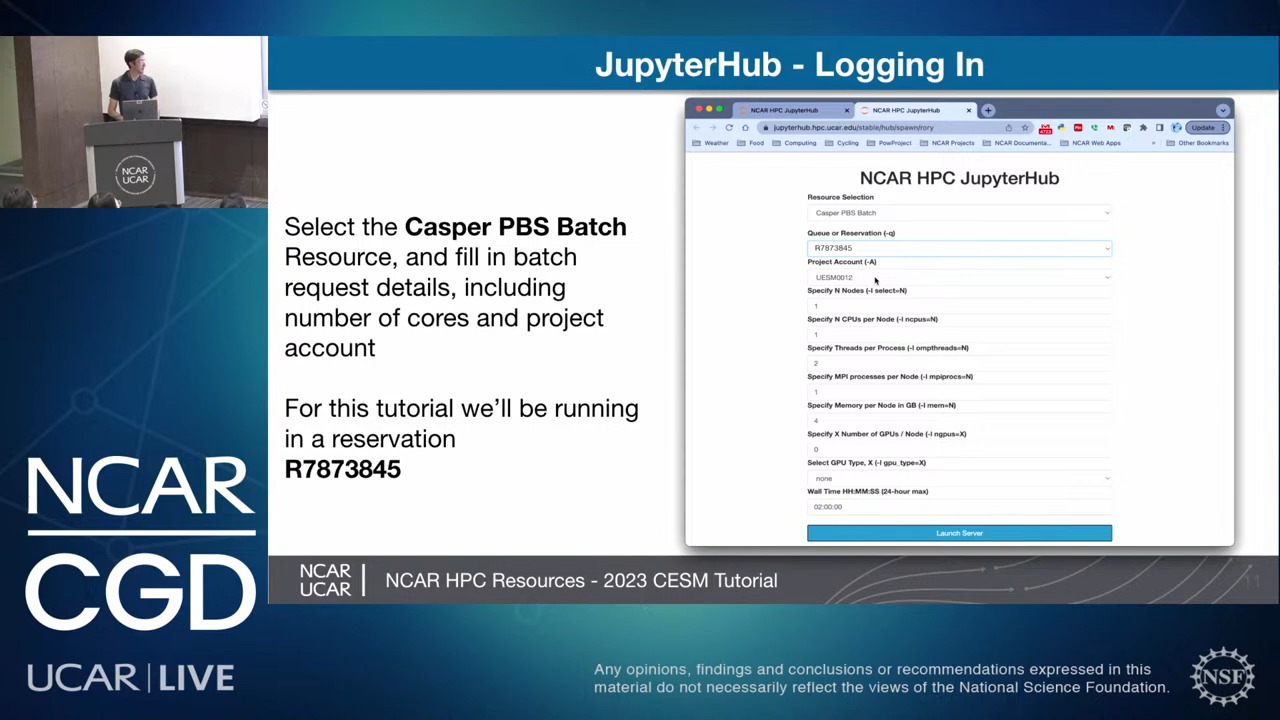 JupyterHub - Logging In
NCAR
UCAR
Select the Casper PBS Batch
Resource, and fill in batch
request details, including
number of cores and project
account
For this tutorial we'll be running
in a reservation
R7873845
NCAR HPC JupyterHub
NCAR HPC JupyterHub
jupyterhub.hpc.ucar.edu/stable/hub/spawn/rory
Update
Weather
Food
Computing
Cycling
PowProject
NCAR Projects
NCAR Documenta...
NCAR Web Apps
»
Other Bookmarks
NCAR HPC JupyterHub
Resource Selection
Casper PBS Batch
Queue or Reservation (-q)
R7873845
Project Account (-A)
UESM0012
Specify N Nodes (-l select=N)
1
Specify N CPUs per Node (-l ncpus=N)
1
Specify Threads per Process (-l ompthreads=N)
2
Specify MPI processes per Node (-l mpiprocs=N)
1
Specify Memory per Node in GB (-l mem=N)
4
Specify X Number of GPUs / Node (-l ngpus=X)
0
Select GPU Type, X (-l gpu_type=X)
none
Wall Time HH:MM:SS (24-hour max)
02:00:00
Launch Server
NCAR
UCAR
NCAR HPC Resources - 2023 CESM Tutorial
11
NCAR
CGD
UCAR | LIVE
Any opinions, findings and conclusions or recommendations expressed in this
material do not necessarily reflect the views of the National Science Foundation.
NSF